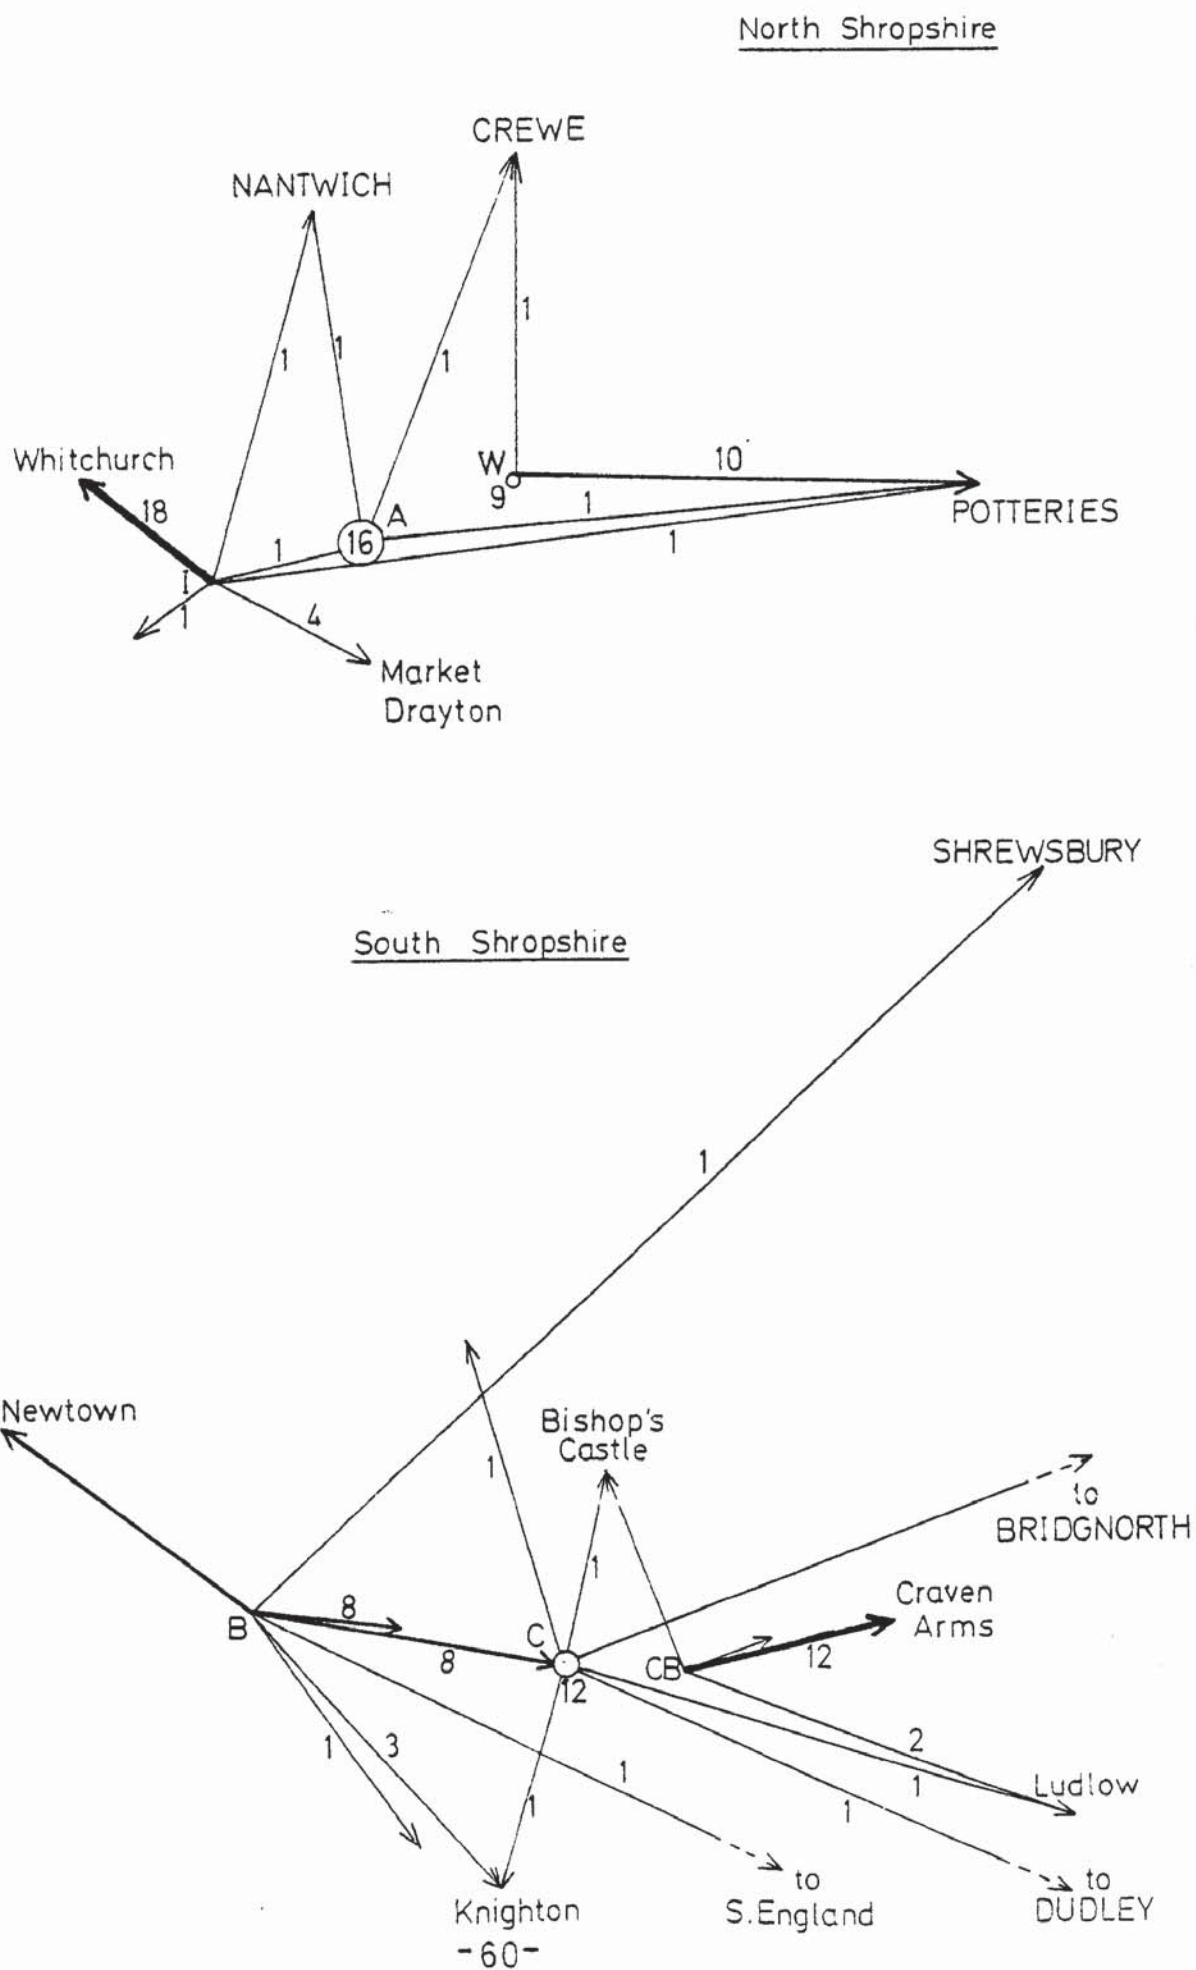 North Shropshire
CREWE
NANTWICH
1
1
1
1
Whitchurch
18
W
9
10
1
POTTERIES
A
16
1
1
I
1
4
Market
Drayton
SHREWSBURY
South Shropshire
1
Newtown
Bishop's
Castle
1
to
BRIDGNORTH
1
Craven
Arms
B
8
8
C
12
CB
12
1
3
1
2
1
1
1
Ludlow
to
S.England
to
DUDLEY
Knighton
-60-